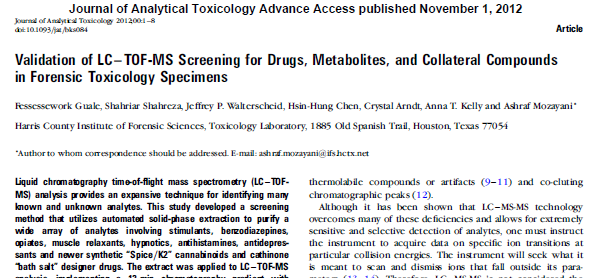 Journal of Analytical Toxicology Advance Access published November 1, 2012
Journal of Analytical Toxicology 2012;00:1–8
doi:10.1093/jat/bks084
Article
Validation of LC–TOF-MS Screening for Drugs, Metabolites, and Collateral Compounds
in Forensic Toxicology Specimens
Fessessework Guale, Shahriar Shahreza, Jeffrey P. Walterscheid, Hsin-Hung Chen, Crystal Arndt, Anna T. Kelly and Ashraf Mozayani*
Harris County Institute of Forensic Sciences, Toxicology Laboratory, 1885 Old Spanish Trail, Houston, Texas 77054
*Author to whom correspondence should be addressed. E-mail: ashraf.mozayani@ifs.hctx.net
Liquid chromatography time-of-flight mass spectrometry (LC–TOF-
MS) analysis provides an expansive technique for identifying many
known and unknown analytes. This study developed a screening
method that utilizes automated solid-phase extraction to purify a
wide array of analytes involving stimulants, benzodiazepines,
opiates, muscle relaxants, hypnotics, antihistamines, antidepres-
sants and newer synthetic "Spice/K2" cannabinoids and cathinone
"bath salt" designer drugs. The extract was applied to LC–TOF-MS
thermolabile compounds or artifacts (9–11) and co-eluting
chromatographic peaks (12).
Although it has been shown that LC–MS-MS technology
overcomes many of these deficiencies and allows for extremely
sensitive and selective detection of analytes, one must instruct
the instrument to acquire data on specific ion transitions at
particular collision energies. The instrument will seek what it
is meant to scan and dismiss ions that fall outside its para-